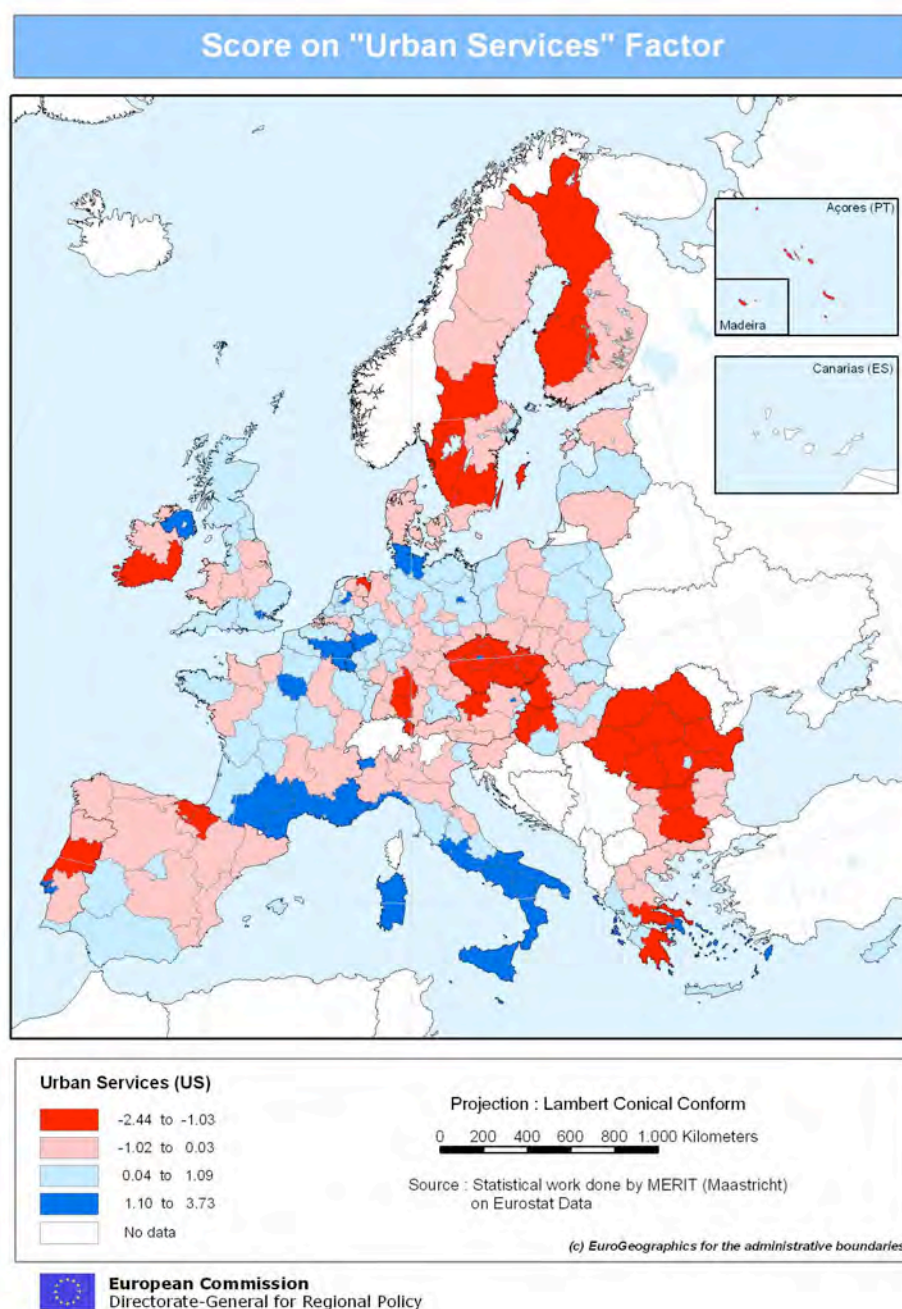 Score on "Urban Services" Factor
Açores (PT)
Madeira
Canarias (ES)
Urban Services (US)
-2.44 to -1.03
-1.02 to 0.03
0.04 to 1.09
1.10 to 3.73
No data
Projection : Lambert Conical Conform
0 200 400 600 800 1.000 Kilometers
Source : Statistical work done by MERIT (Maastricht)
on Eurostat Data
(c) EuroGeographics for the administrative boundaries
European Commission
Directorate-General for Regional Policy